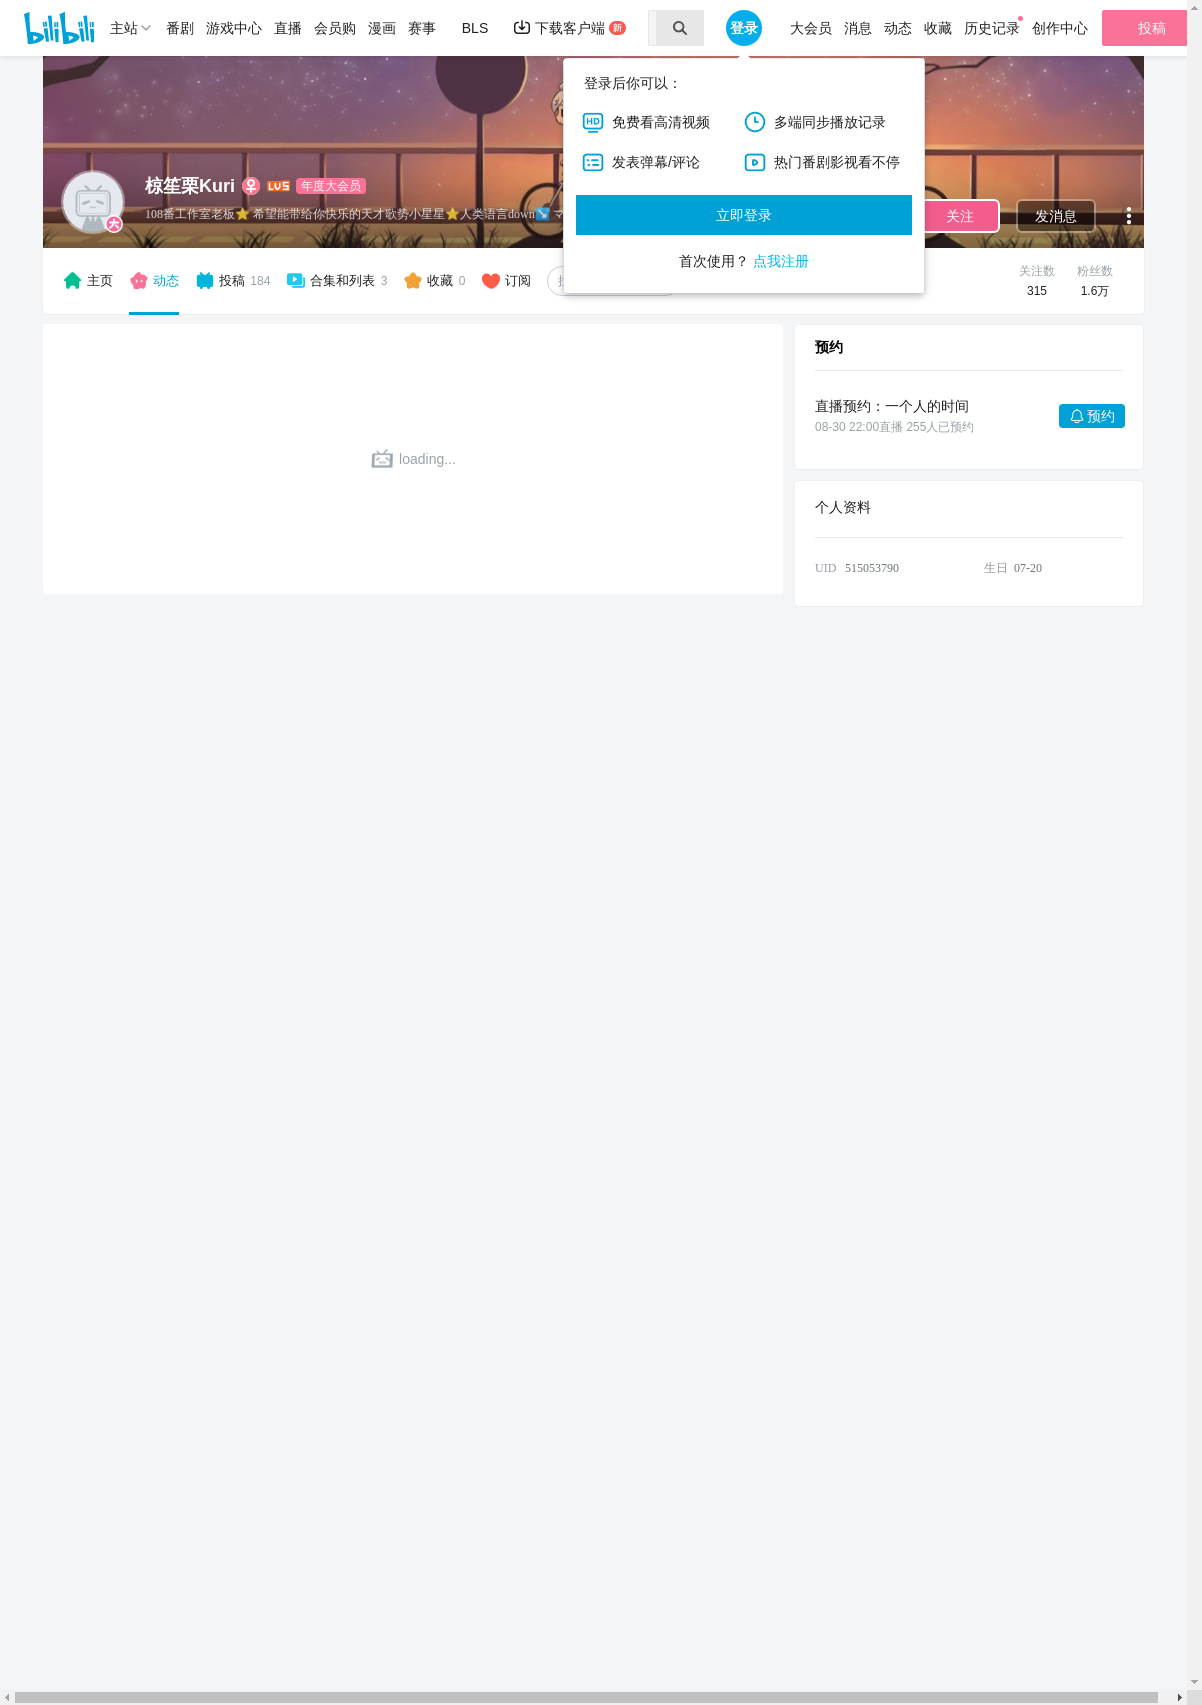 bilibili
主站 番剧 游戏中心 直播 会员购 漫画 赛事 BLS 下载客户端 新 登录 大会员 消息 动态 收藏 历史记录 创作中心 投稿
登录后你可以：
免费看高清视频 多端同步播放记录
发表弹幕/评论 热门番剧影视看不停
立即登录
首次使用？ 点我注册
椋笙栗Kuri LV5 年度大会员
大
108番工作室老板⭐ 希望能带给你快乐的天才歌势小星星⭐人类语言down↘️ マ
关注 发消息
主页 动态 投稿 184 合集和列表 3 收藏 0 订阅
关注数 粉丝数
315 1.6万
loading...
预约
直播预约：一个人的时间
08-30 22:00直播 255人已预约
预约
个人资料
UID 515053790 生日 07-20